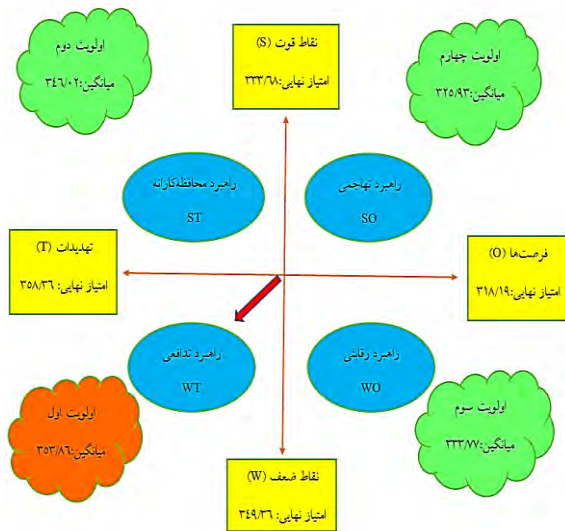 اولویت دوم
میانگین:۳۴۶/۰۲
نقاط قوت (S)
امتیاز نهایی:۳۳۳/۶۸
اولویت چهارم
میانگین:۳۲۵/۹۳
راهبرد محافظه‌کارانه
ST
راهبرد تهاجمی
SO
تهدیدات (T)
امتیاز نهایی: ۳۵۸/۳۶
فرصت‌ها (O)
امتیاز نهایی:۳۱۸/۱۹
راهبرد تدافعی
WT
راهبرد رقابتی
WO
اولویت اول
میانگین:۳۵۳/۸۶
اولویت سوم
میانگین:۳۳۳/۷۷
نقاط ضعف (W)
امتیاز نهایی: ۳۴۹/۳۶